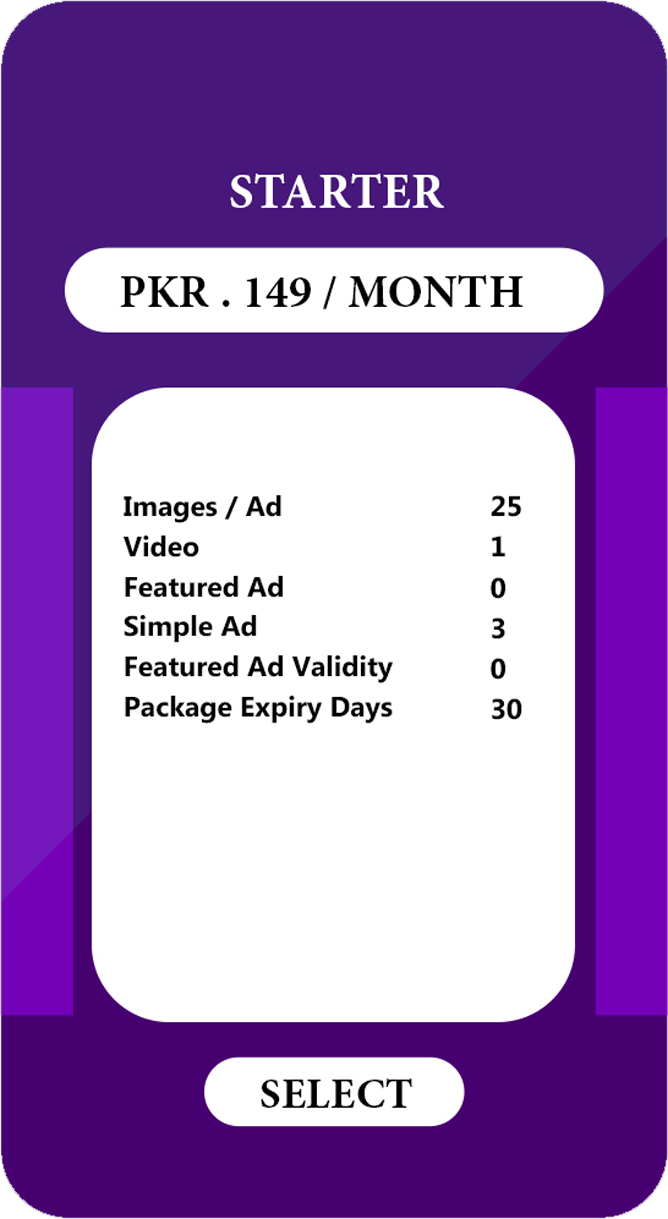 STARTER
PKR . 149 / MONTH
Images / Ad 25
Video 1
Featured Ad 0
Simple Ad 3
Featured Ad Validity 0
Package Expiry Days 30
SELECT